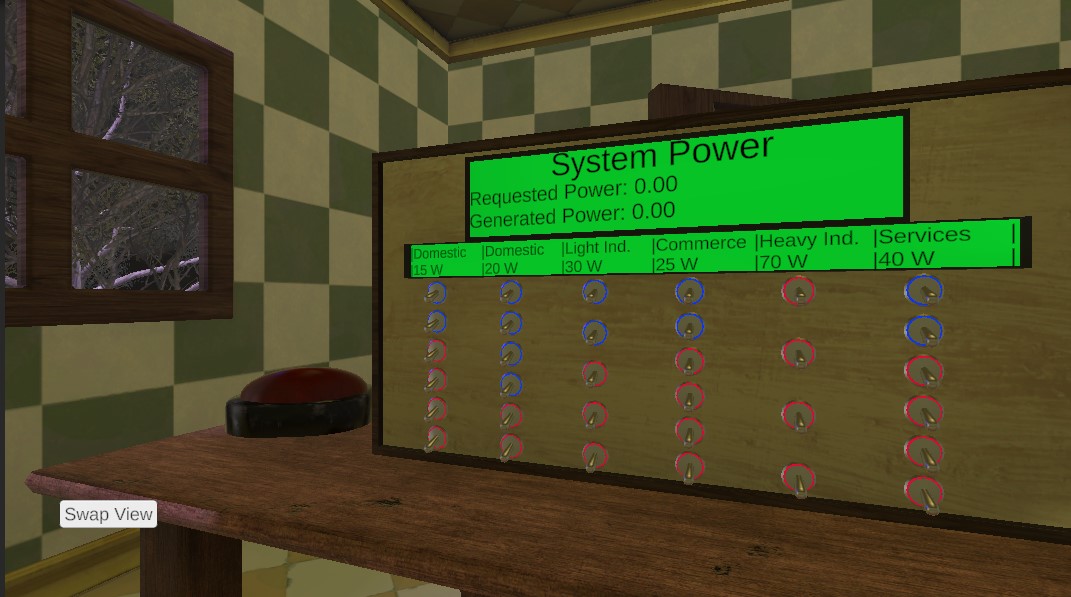 System Power
Requested Power: 0.00
Generated Power: 0.00
|Domestic |Domestic |Light Ind. |Commerce |Heavy Ind. |Services |
|15 W |20 W |30 W |25 W |70 W |40 W |
Swap View